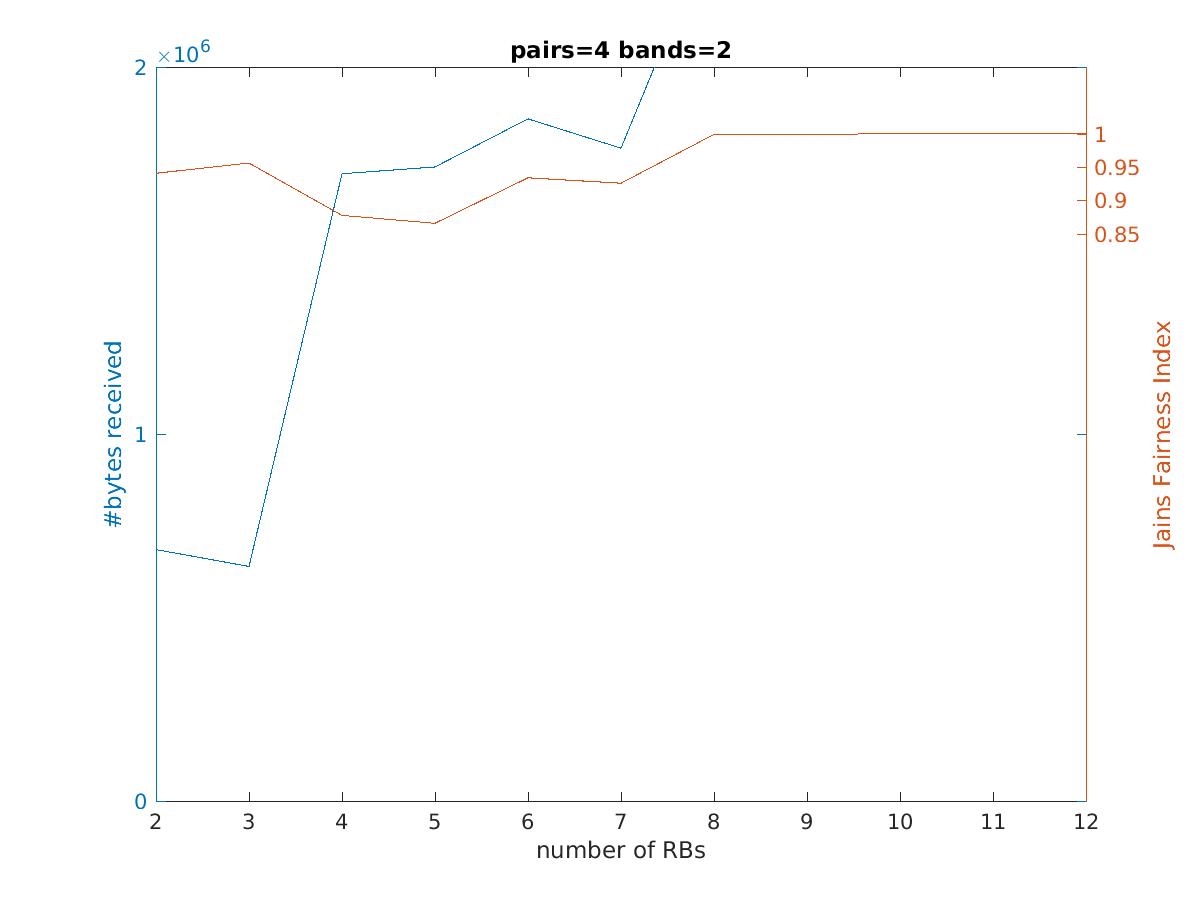 pairs=4 bands=2
×10^6
2
1
0
#bytes received
1
0.95
0.9
0.85
Jains Fairness Index
2 3 4 5 6 7 8 9 10 11 12
number of RBs